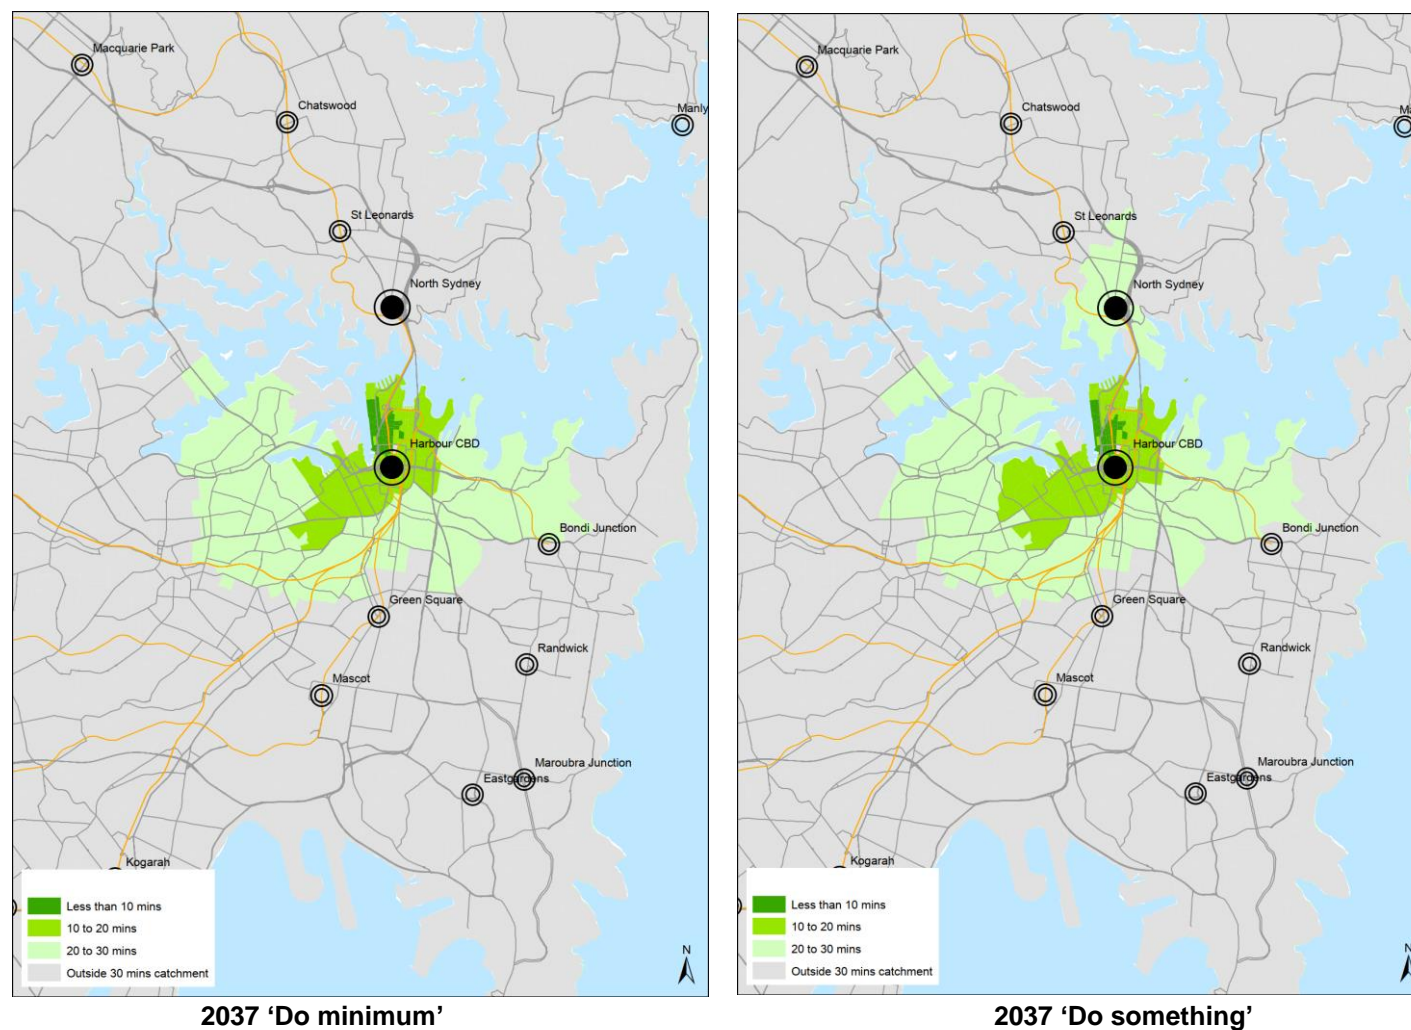 Macquarie Park
Chatswood
Manly
St Leonards
North Sydney
Harbour CBD
Bondi Junction
Green Square
Randwick
Mascot
Maroubra Junction
Eastgardens
Kogarah
Less than 10 mins
10 to 20 mins
20 to 30 mins
Outside 30 mins catchment
N
2037 ‘Do minimum’
Macquarie Park
Chatswood
Ma
St Leonards
North Sydney
Harbour CBD
Bondi Junction
Green Square
Randwick
Mascot
Maroubra Junction
Eastgardens
Kogarah
Less than 10 mins
10 to 20 mins
20 to 30 mins
Outside 30 mins catchment
N
2037 ‘Do something’